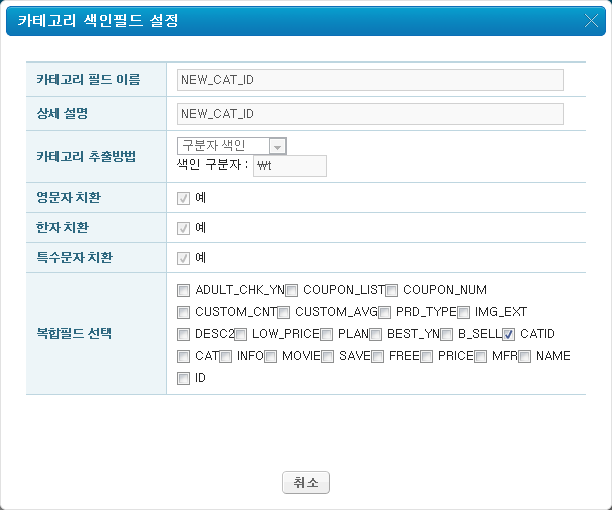 카테고리 색인필드 설정
카테고리 필드 이름 NEW_CAT_ID
상세 설명 NEW_CAT_ID
카테고리 추출방법 구분자 색인
색인 구분자 : ₩t
영문자 치환 예
한자 치환 예
특수문자 치환 예
복합필드 선택
ADULT_CHK_YN COUPON_LIST COUPON_NUM
CUSTOM_CNT CUSTOM_AVG PRD_TYPE IMG_EXT
DESC2 LOW_PRICE PLAN BEST_YN B_SELL CATID
CAT INFO MOVIE SAVE FREE PRICE MFR NAME
ID
취소